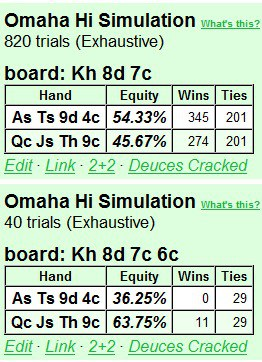 Omaha Hi Simulation What's this?
820 trials (Exhaustive)
board: Kh 8d 7c
Hand Equity Wins Ties
As Ts 9d 4c 54.33% 345 201
Qc Js Th 9c 45.67% 274 201
Edit · Link · 2+2 · Deuces Cracked
Omaha Hi Simulation What's this?
40 trials (Exhaustive)
board: Kh 8d 7c 6c
Hand Equity Wins Ties
As Ts 9d 4c 36.25% 0 29
Qc Js Th 9c 63.75% 11 29
Edit · Link · 2+2 · Deuces Cracked